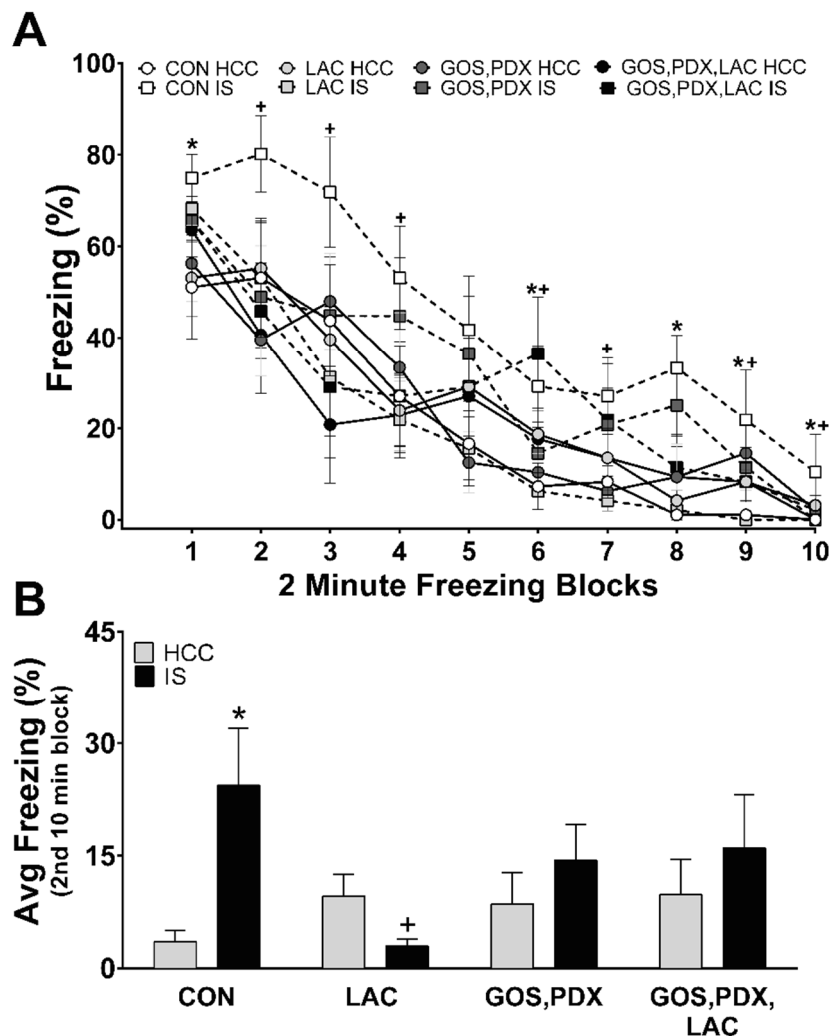 A
100
CON HCC LAC HCC GOS,PDX HCC GOS,PDX,LAC HCC
CON IS LAC IS GOS,PDX IS GOS,PDX,LAC IS
* + + + *+ + * *+ *+
80
60
40
20
0
Freezing (%)
1 2 3 4 5 6 7 8 9 10
2 Minute Freezing Blocks
B
45
HCC
IS
*
30
15
+
0
Avg Freezing (%)
(2nd 10 min block)
CON LAC GOS,PDX GOS,PDX,
LAC